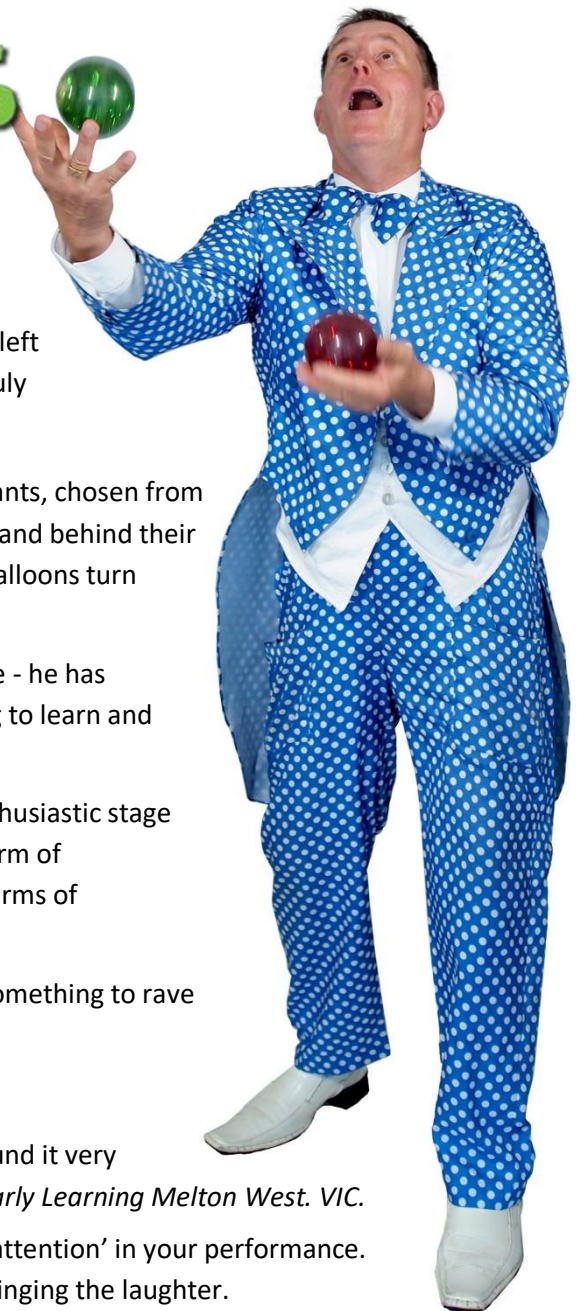 left
uly
ants, chosen from
and behind their
alloons turn
e - he has
g to learn and
husiastic stage
rm of
rms of
omething to rave
und it very
arly Learning Melton West. VIC.
attention’ in your performance.
inging the laughter.